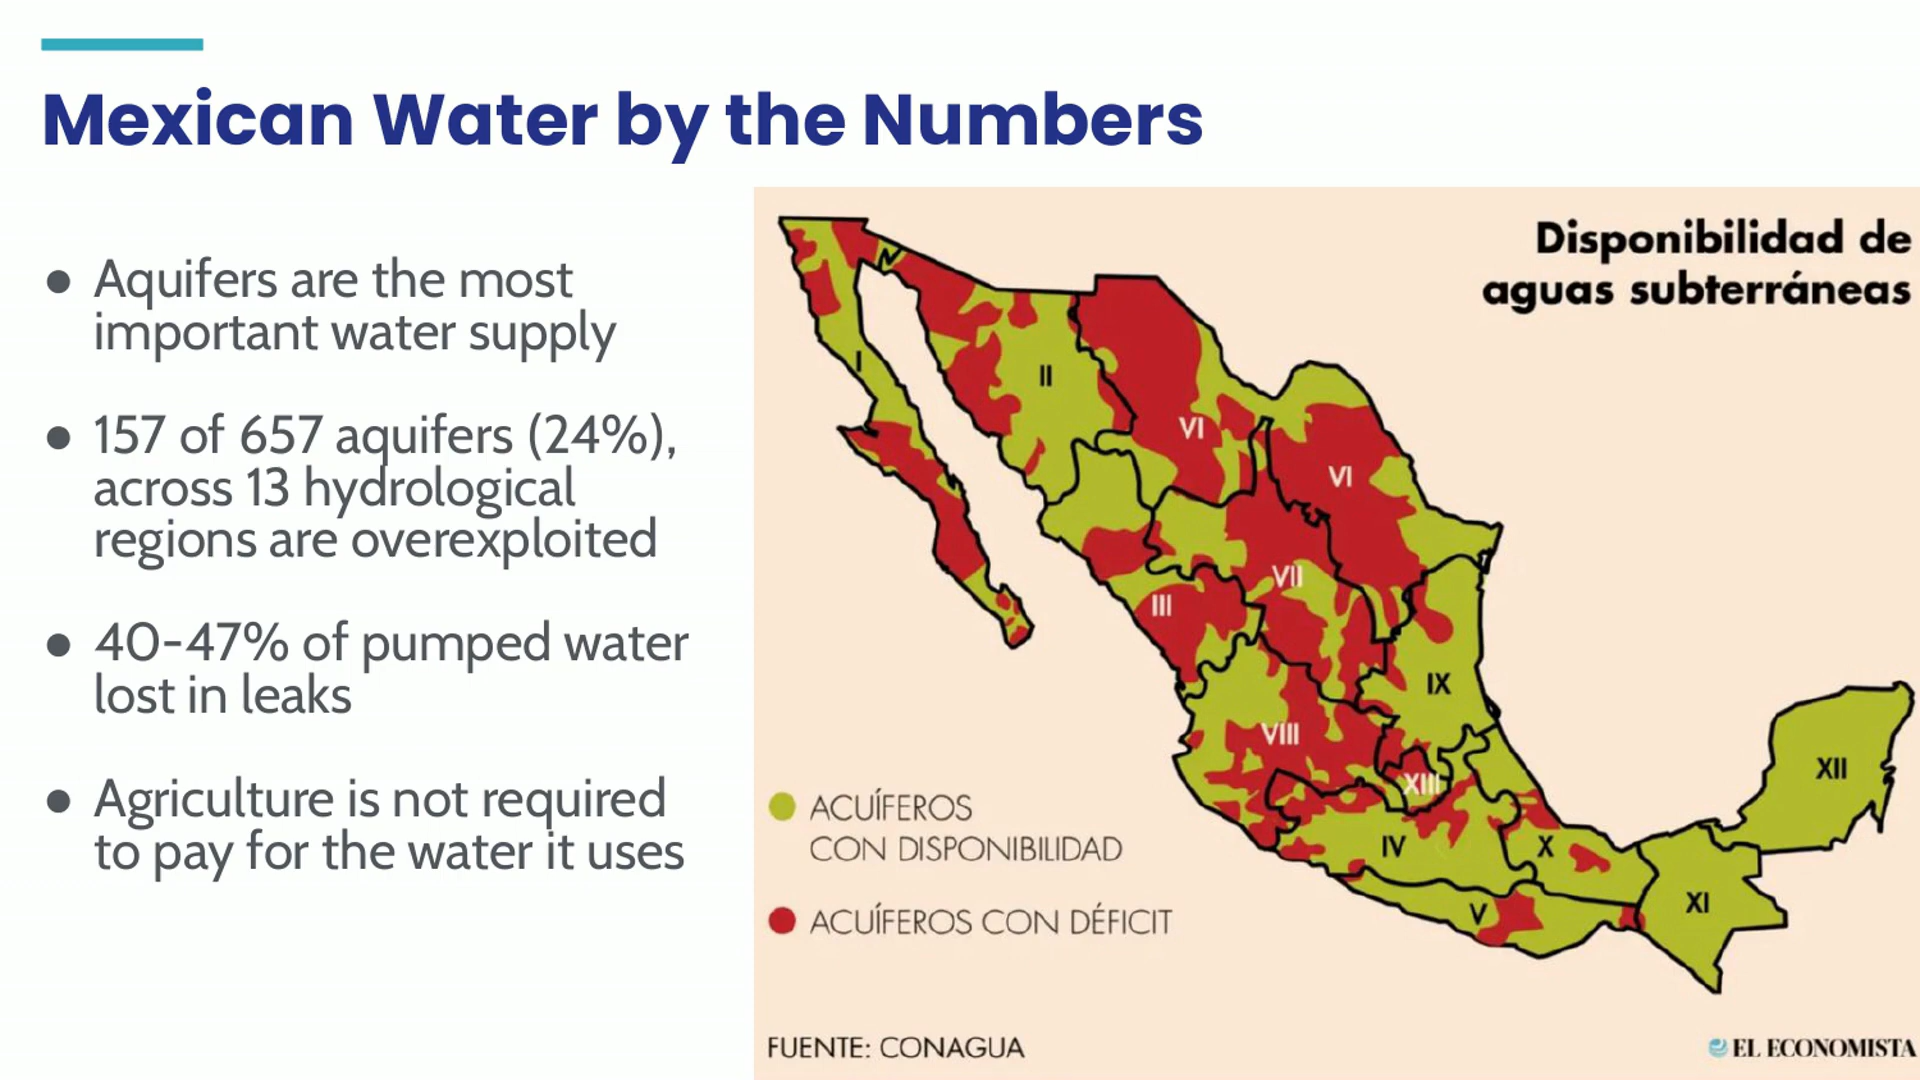 Mexican Water by the Numbers
● Aquifers are the most
important water supply
● 157 of 657 aquifers (24%),
across 13 hydrological
regions are overexploited
● 40-47% of pumped water
lost in leaks
● Agriculture is not required
to pay for the water it uses
Disponibilidad de
aguas subterráneas
I
II
VI
VI
VII
III
IX
VIII
XIII
XII
IV
X
XI
V
ACUÍFEROS
CON DISPONIBILIDAD
ACUÍFEROS CON DÉFICIT
FUENTE: CONAGUA
EL ECONOMISTA